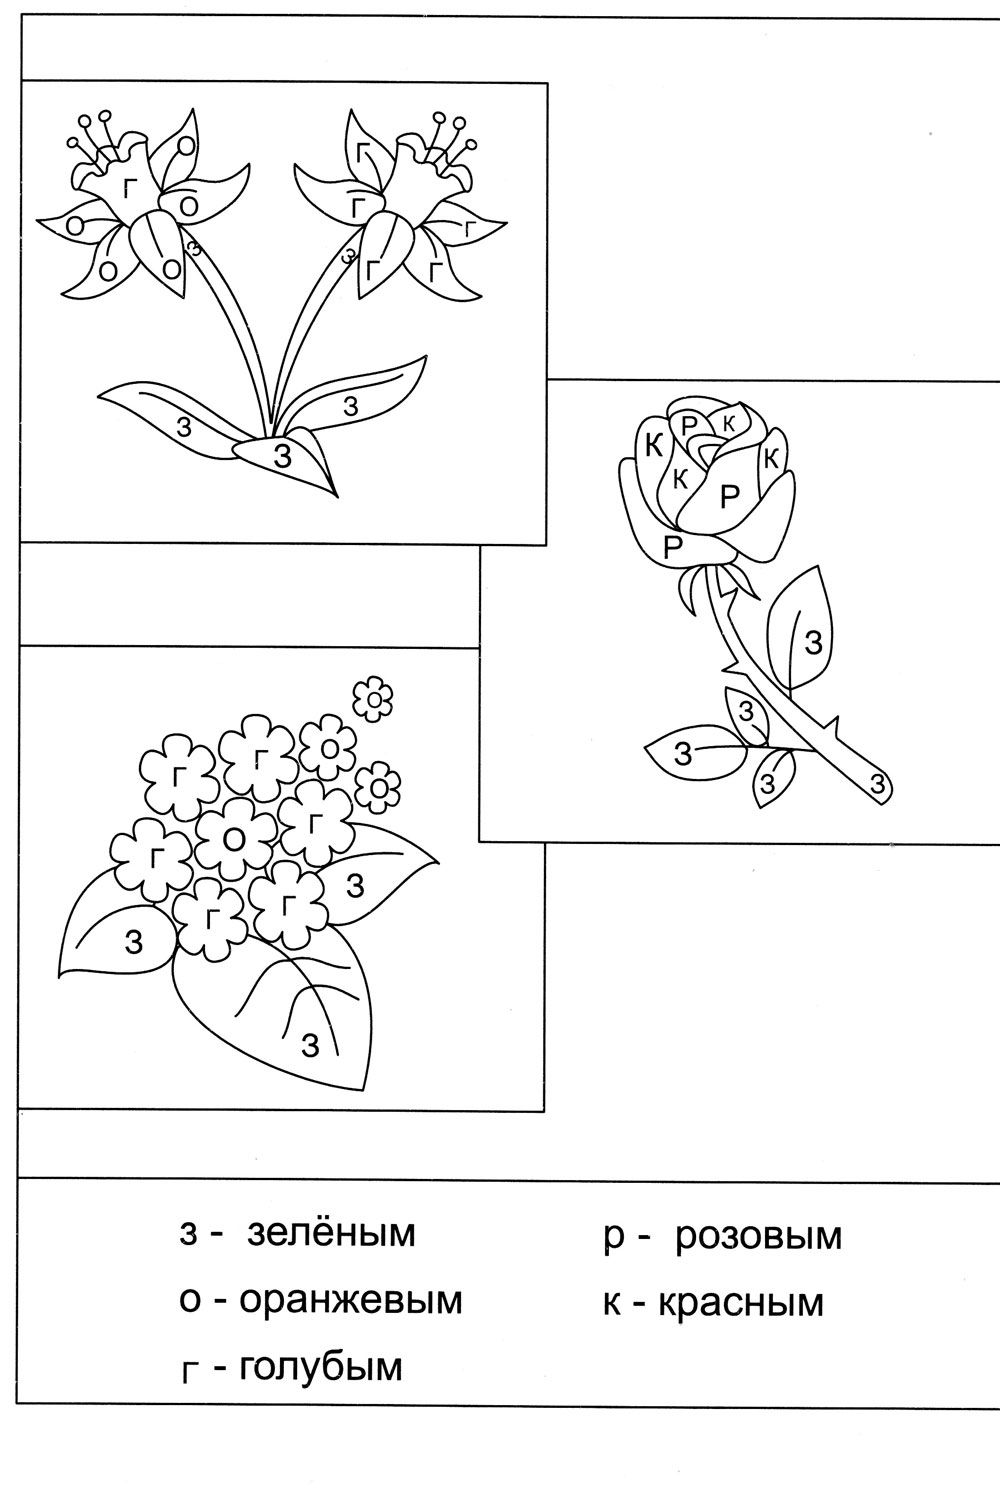 О
Г
О
О
О
О
З
Г
Г
Г
Г
Г
З
З
З
З
Р
К
К
К
К
Р
Р
З
З
З
З
З
О
Г
Г
О
О
Г
О
Г
Г
Г
З
З
З
з - зелёным
р - розовым
о - оранжевым
к - красным
г - голубым